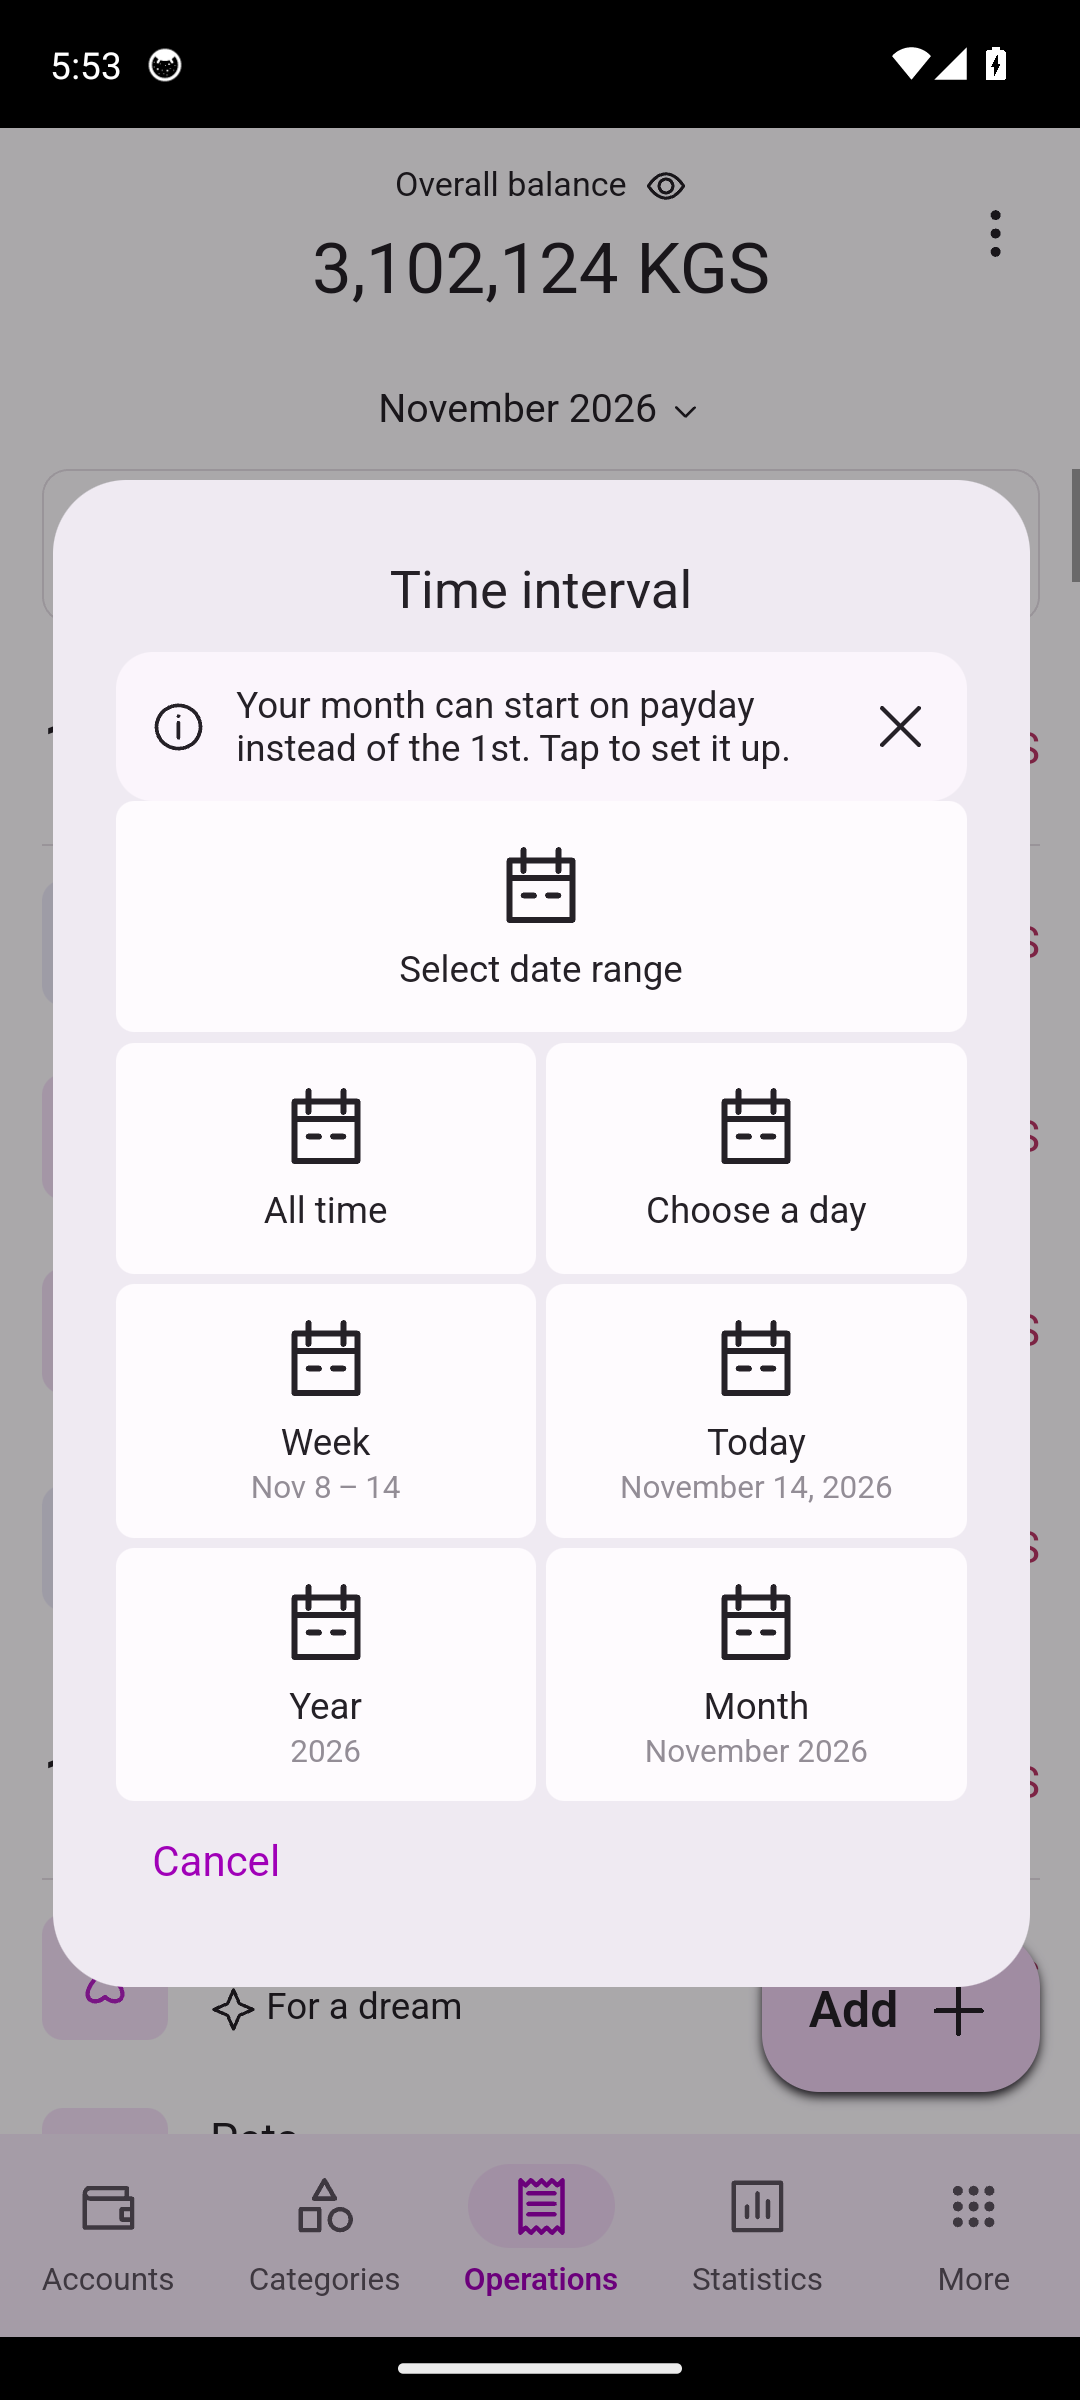 5:53
Overall balance
3,102,124 KGS
November 2026
Time interval
Your month can start on payday
instead of the 1st. Tap to set it up.
Select date range
All time
Choose a day
Week
Nov 8 – 14
Today
November 14, 2026
Year
2026
Month
November 2026
Cancel
For a dream
Add
Accounts
Categories
Operations
Statistics
More